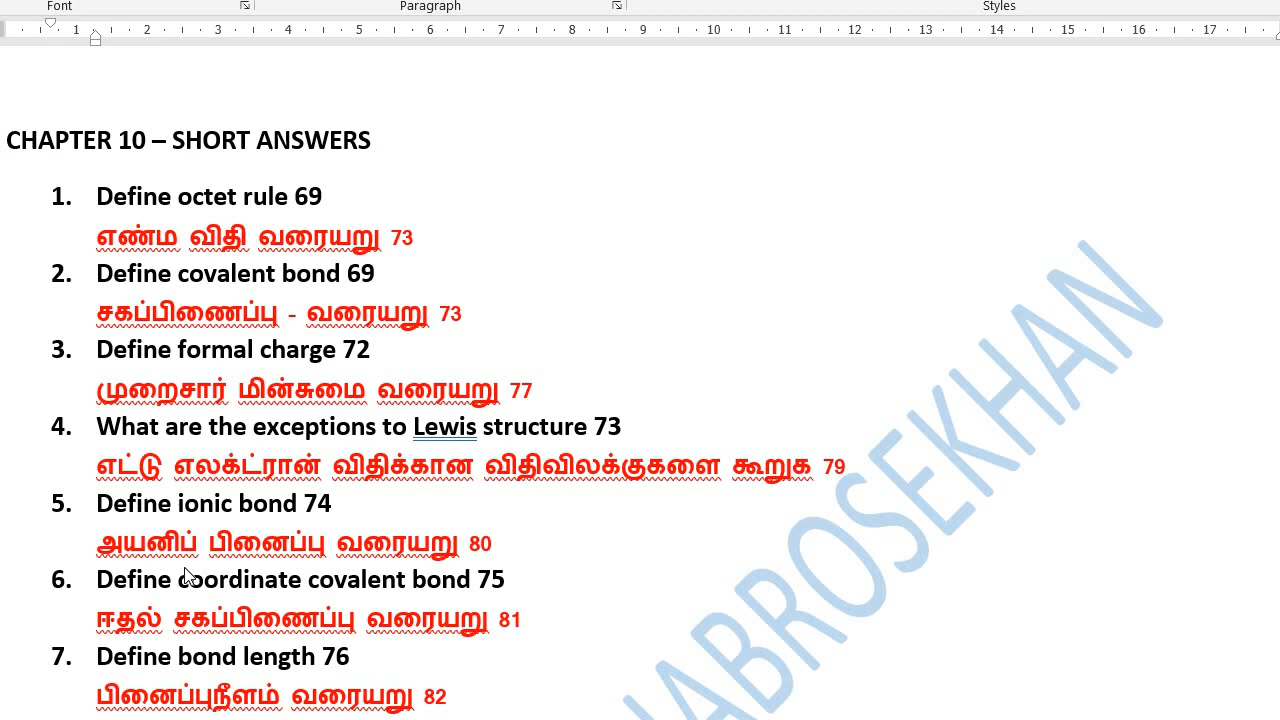 Font Paragraph Styles
1 2 3 4 5 6 7 8 9 10 11 12 13 14 15 16 17
CHAPTER 10 – SHORT ANSWERS
1. Define octet rule 69
எண்ம விதி வரையறு 73
2. Define covalent bond 69
சகப்பிணைப்பு - வரையறு 73
3. Define formal charge 72
முறைசார் மின்சுமை வரையறு 77
4. What are the exceptions to Lewis structure 73
எட்டு எலக்ட்ரான் விதிக்கான விதிவிலக்குகளை கூறுக 79
5. Define ionic bond 74
அயனிப் பினைப்பு வரையறு 80
6. Define coordinate covalent bond 75
ஈதல் சகப்பிணைப்பு வரையறு 81
7. Define bond length 76
பினைப்புநீளம் வரையறு 82
ABROSEKHAN